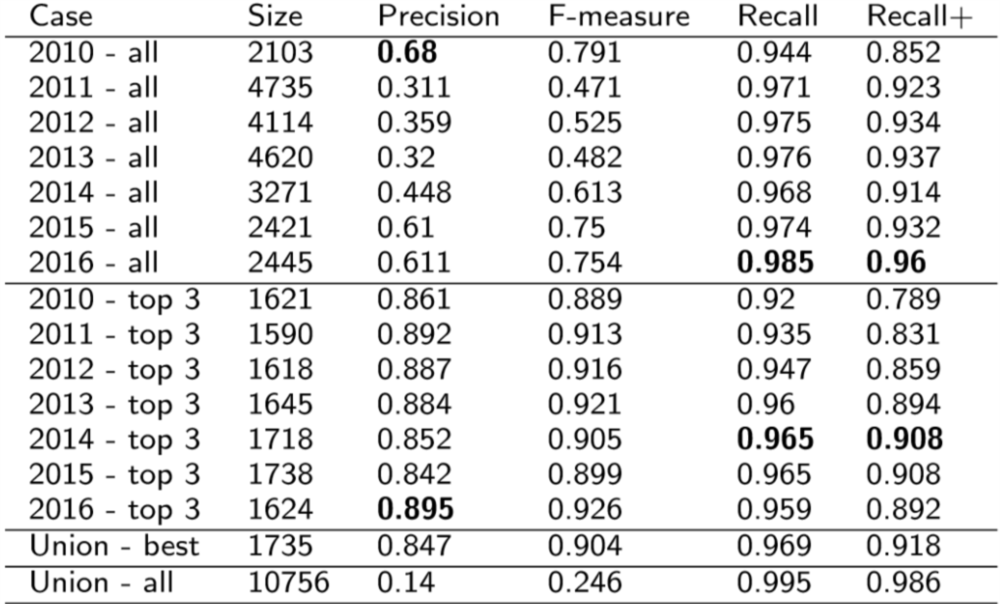 Case Size Precision F-measure Recall Recall+
2010 - all 2103 0.68 0.791 0.944 0.852
2011 - all 4735 0.311 0.471 0.971 0.923
2012 - all 4114 0.359 0.525 0.975 0.934
2013 - all 4620 0.32 0.482 0.976 0.937
2014 - all 3271 0.448 0.613 0.968 0.914
2015 - all 2421 0.61 0.75 0.974 0.932
2016 - all 2445 0.611 0.754 0.985 0.96
2010 - top 3 1621 0.861 0.889 0.92 0.789
2011 - top 3 1590 0.892 0.913 0.935 0.831
2012 - top 3 1618 0.887 0.916 0.947 0.859
2013 - top 3 1645 0.884 0.921 0.96 0.894
2014 - top 3 1718 0.852 0.905 0.965 0.908
2015 - top 3 1738 0.842 0.899 0.965 0.908
2016 - top 3 1624 0.895 0.926 0.959 0.892
Union - best 1735 0.847 0.904 0.969 0.918
Union - all 10756 0.14 0.246 0.995 0.986